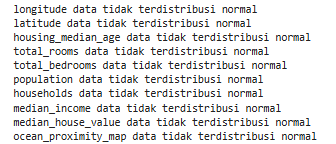 longitude data tidak terdistribusi normal
latitude data tidak terdistribusi normal
housing_median_age data tidak terdistribusi normal
total_rooms data tidak terdistribusi normal
total_bedrooms data tidak terdistribusi normal
population data tidak terdistribusi normal
households data tidak terdistribusi normal
median_income data tidak terdistribusi normal
median_house_value data tidak terdistribusi normal
ocean_proximity_map data tidak terdistribusi normal